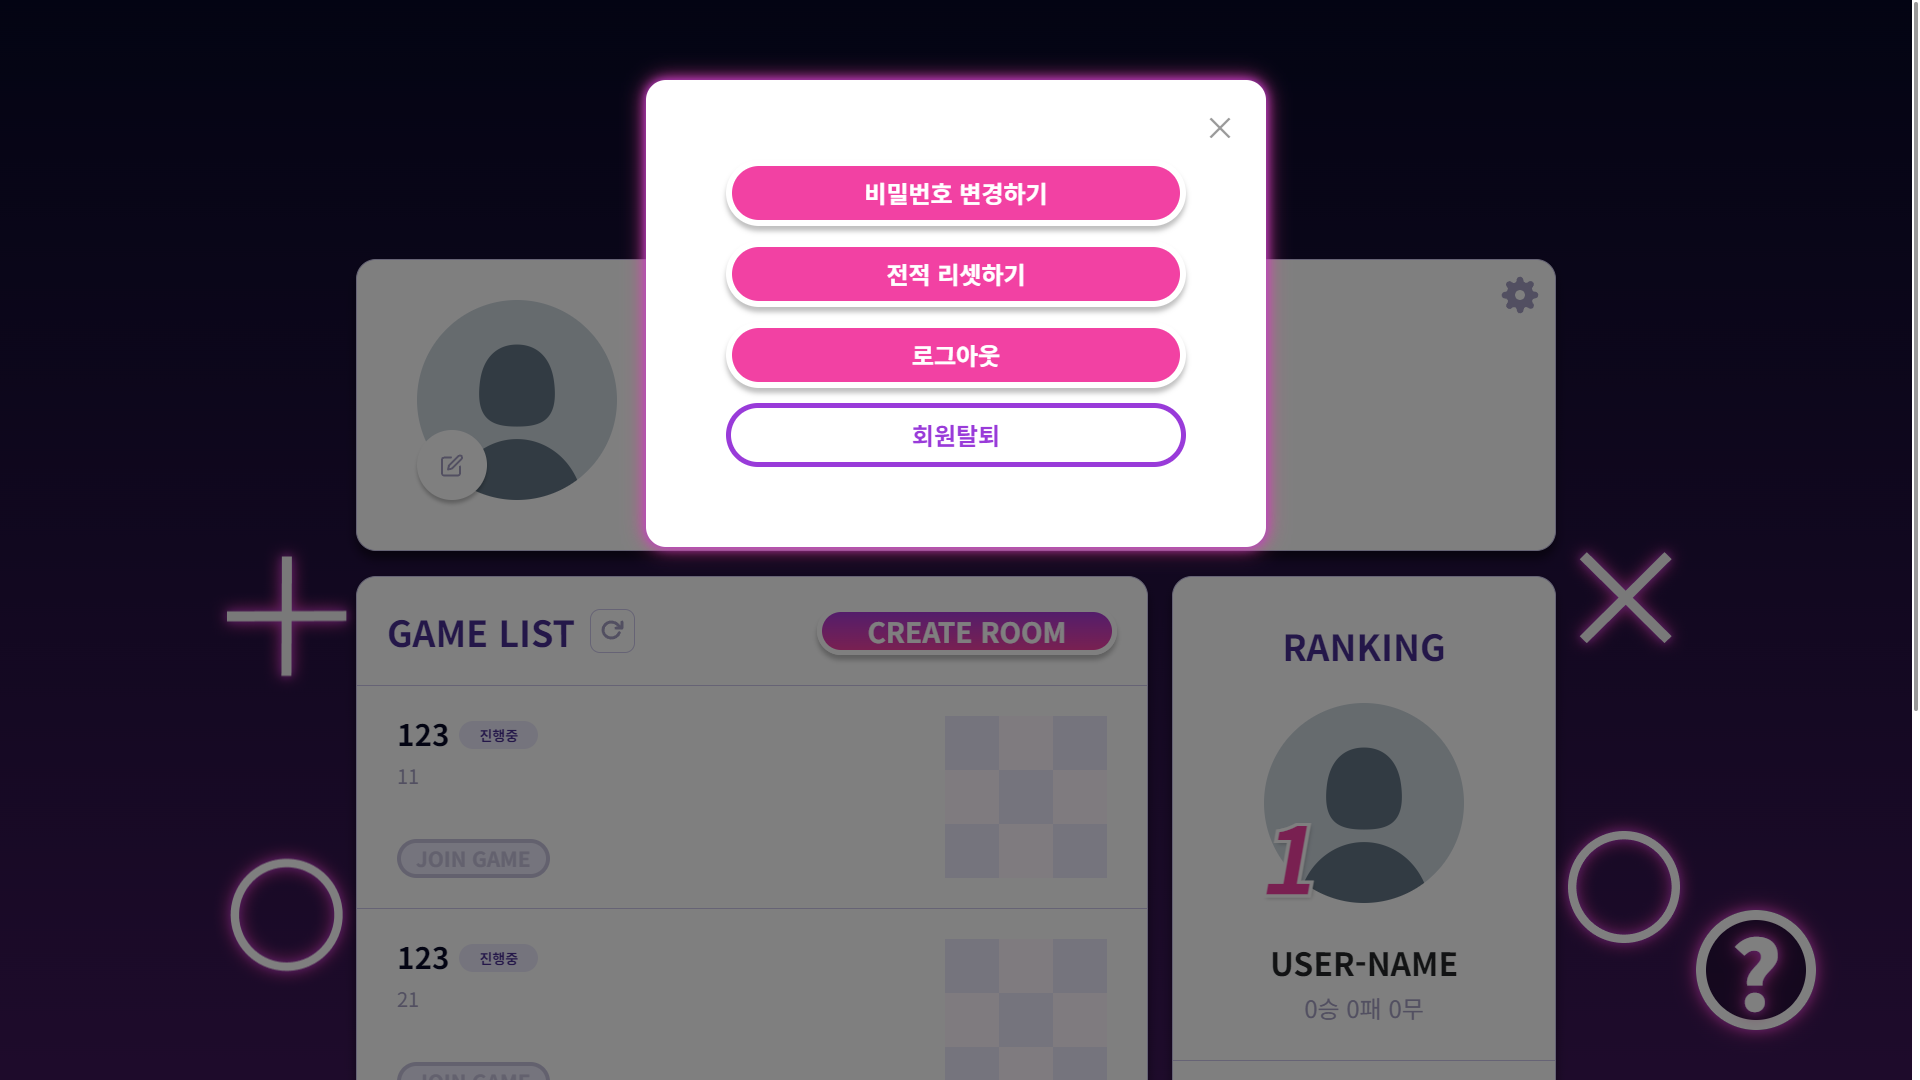 비밀번호 변경하기
전적 리셋하기
로그아웃
회원탈퇴
GAME LIST
CREATE ROOM
123 진행중
11
JOIN GAME
123 진행중
21
JOIN GAME
RANKING
1
USER-NAME
0승 0패 0무
?